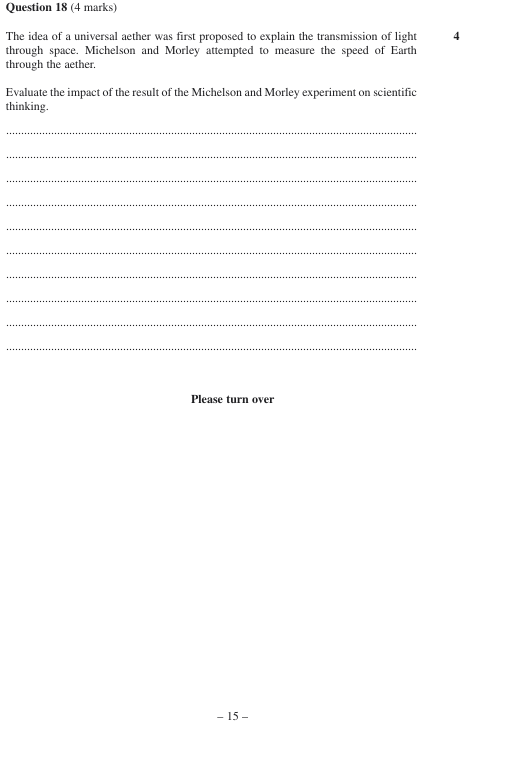 Question 18 (4 marks)
The idea of a universal aether was first proposed to explain the transmission of light 4
through space. Michelson and Morley attempted to measure the speed of Earth
through the aether.
Evaluate the impact of the result of the Michelson and Morley experiment on scientific
thinking.
Please turn over
– 15 –